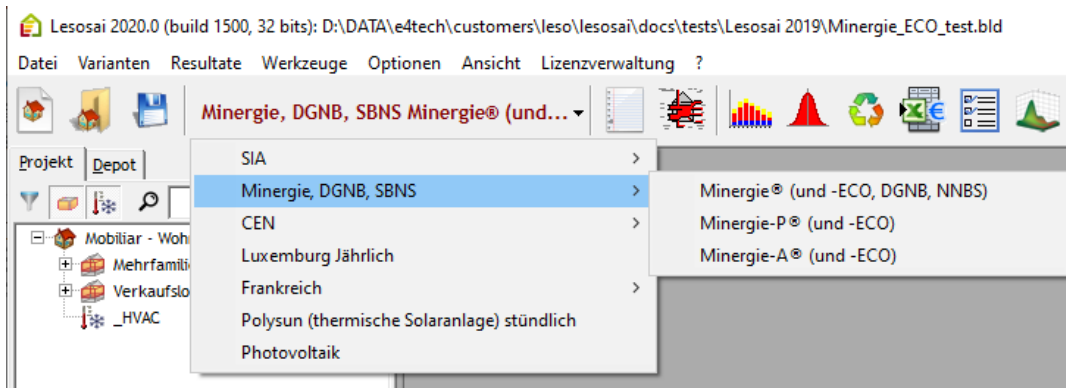 Lesosai 2020.0 (build 1500, 32 bits): D:\DATA\e4tech\customers\leso\lesosai\docs\tests\Lesosai 2019\Minergie_ECO_test.bld
Datei Varianten Resultate Werkzeuge Optionen Ansicht Lizenzverwaltung ?
Minergie, DGNB, SBNS Minergie® (und...
Projekt Depot
SIA
Minergie, DGNB, SBNS
CEN
Luxemburg Jährlich
Frankreich
Polysun (thermische Solaranlage) stündlich
Photovoltaik
Minergie® (und -ECO, DGNB, NNBS)
Minergie-P® (und -ECO)
Minergie-A® (und -ECO)
Mobiliar - Woh
Mehrfamili
Verkaufslo
_HVAC